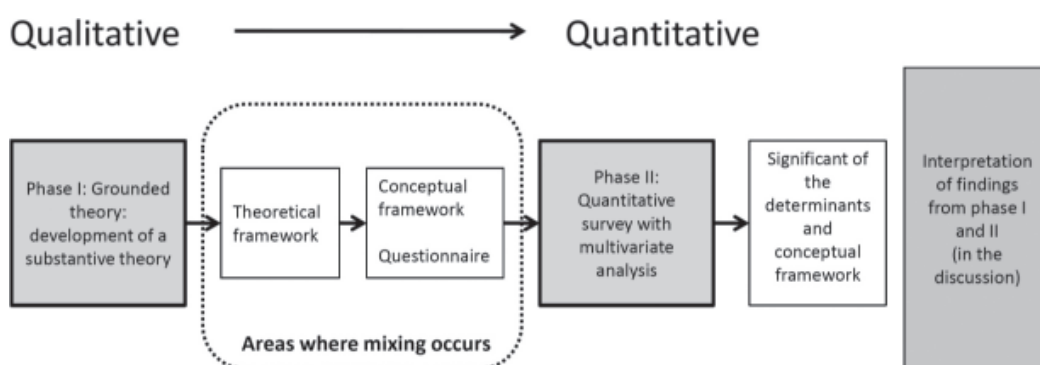 Qualitative
Quantitative
Phase I: Grounded
theory:
development of a
substantive theory
Theoretical
framework
Conceptual
framework
Questionnaire
Areas where mixing occurs
Phase II:
Quantitative
survey with
multivariate
analysis
Significant of
the
determinants
and
conceptual
framework
Interpretation
of findings
from phase I
and II
(in the
discussion)